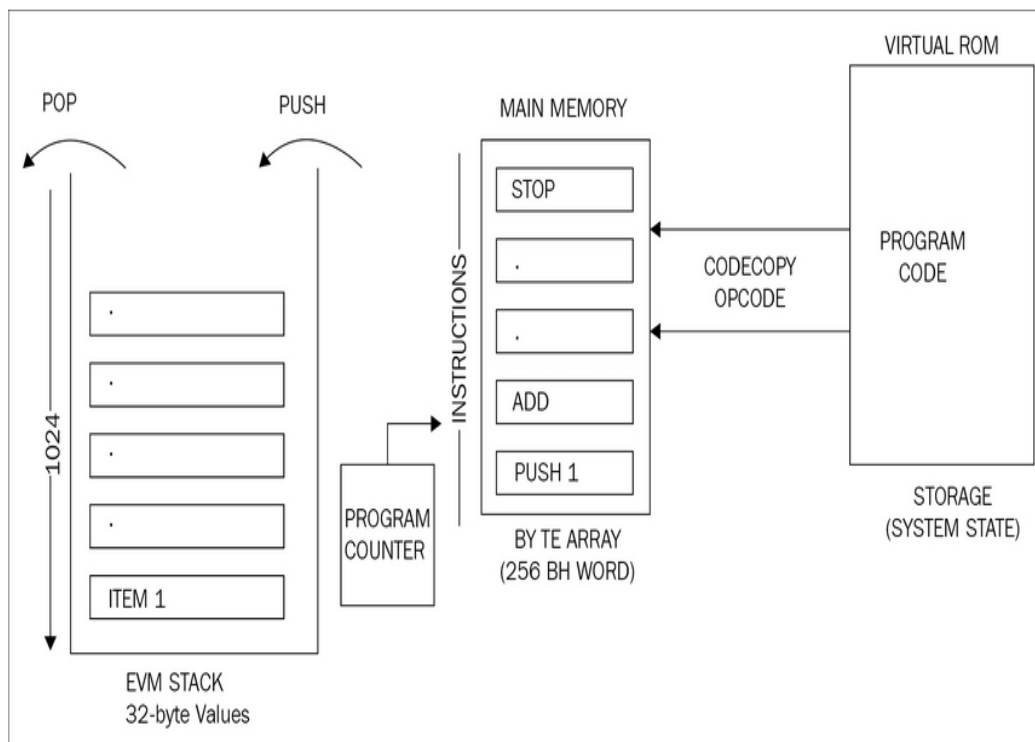 POP
PUSH
1024
.
.
.
.
ITEM 1
EVM STACK
32-byte Values
PROGRAM
COUNTER
INSTRUCTIONS
MAIN MEMORY
STOP
.
.
ADD
PUSH 1
BY TE ARRAY
(256 BH WORD)
CODECOPY
OPCODE
VIRTUAL ROM
PROGRAM
CODE
STORAGE
(SYSTEM STATE)